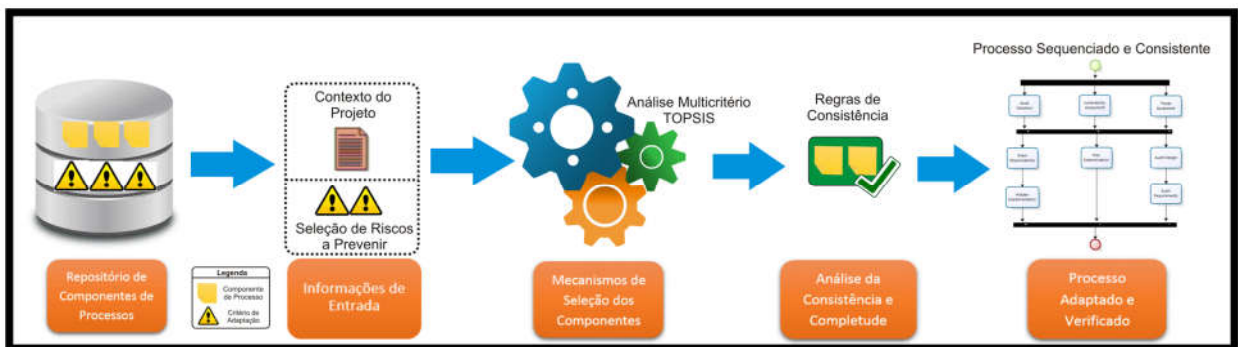 Processo Sequenciado e Consistente
Contexto do
Projeto
Análise Multicritério
TOPSIS
Regras de
Consistência
Seleção de Riscos
a Prevenir
Repositório de
Componentes de
Processos
Legenda
Componente
de Processo
Critério de
Adaptação
Informações de
Entrada
Mecanismos de
Seleção dos
Componentes
Análise da
Consistência e
Completude
Processo
Adaptado e
Verificado